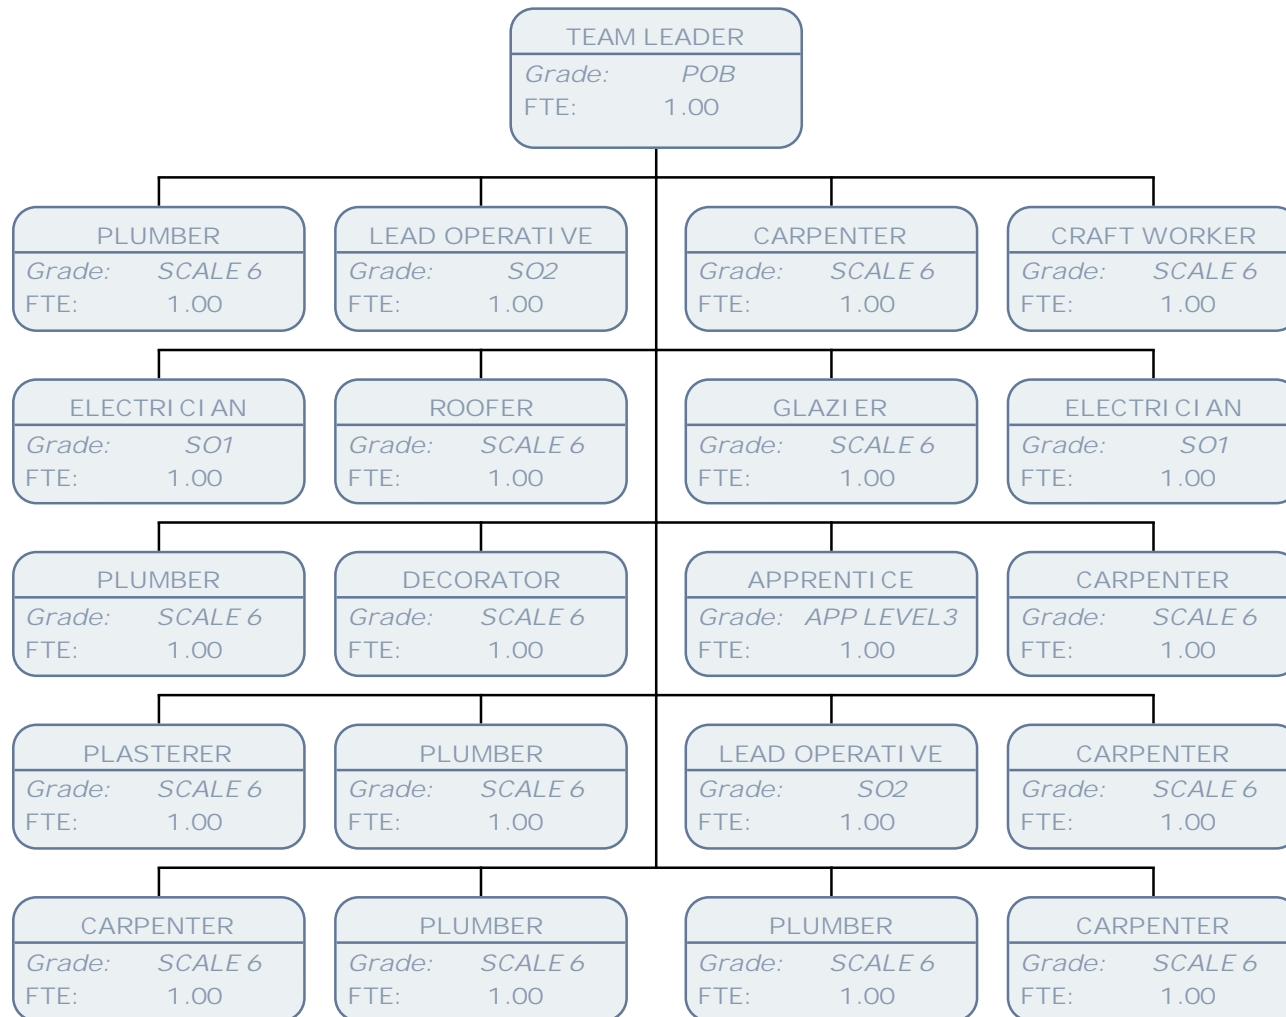 TEAM LEADER
Grade: POB
FTE: 1.00
PLUMBER
Grade: SCALE 6
FTE: 1.00
LEAD OPERATIVE
Grade: SO2
FTE: 1.00
CARPENTER
Grade: SCALE 6
FTE: 1.00
CRAFT WORKER
Grade: SCALE 6
FTE: 1.00
ELECTRICIAN
Grade: SO1
FTE: 1.00
ROOFER
Grade: SCALE 6
FTE: 1.00
GLAZIER
Grade: SCALE 6
FTE: 1.00
ELECTRICIAN
Grade: SO1
FTE: 1.00
PLUMBER
Grade: SCALE 6
FTE: 1.00
DECORATOR
Grade: SCALE 6
FTE: 1.00
APPRENTICE
Grade: APP LEVEL3
FTE: 1.00
CARPENTER
Grade: SCALE 6
FTE: 1.00
PLASTERER
Grade: SCALE 6
FTE: 1.00
PLUMBER
Grade: SCALE 6
FTE: 1.00
LEAD OPERATIVE
Grade: SO2
FTE: 1.00
CARPENTER
Grade: SCALE 6
FTE: 1.00
CARPENTER
Grade: SCALE 6
FTE: 1.00
PLUMBER
Grade: SCALE 6
FTE: 1.00
PLUMBER
Grade: SCALE 6
FTE: 1.00
CARPENTER
Grade: SCALE 6
FTE: 1.00